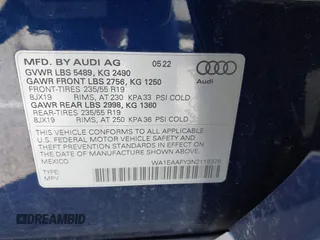 MFD. BY AUDI AG 05:22
GVWR LBS 5489, KG 2490
GAWR FRONT LBS 2756, KG 1250
FRONT-TIRES 235/55 R19
8JX19 RIMS, AT 230 KPA33 PSI COLD
GAWR REAR LBS 2998, KG 1360
REAR-TIRES 235/55 R19
8JX19 RIMS, AT 250 KPA36 PSI COLD
Audi
THIS VEHICLE CONFORMS TO ALL APPLICABLE
U.S. FEDERAL MOTOR VEHICLE SAFETY,
BUMPER, AND THEFT PREVENTION STANDARDS
IN EFFECT ON THE DATE OF MANUFACTURE
SHOWN ABOVE.
MEXICO
TYPE:
MPV
DREAMBID